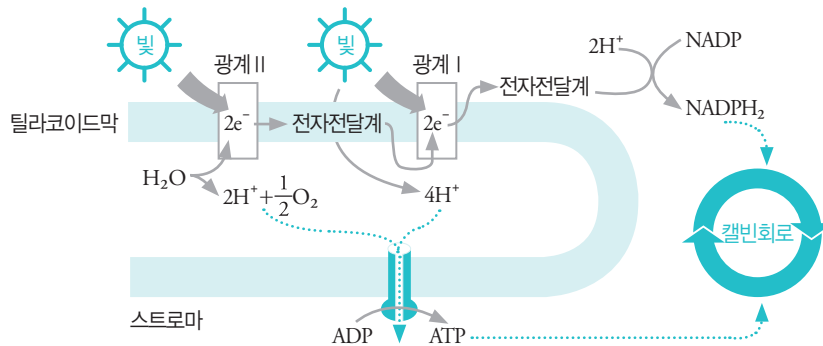 빛
빛
광계 II
광계 I
2H⁺
NADP
전자전달계
NADPH₂
틸라코이드막
2e⁻
전자전달계
2e⁻
H₂O
2H⁺+½O₂
4H⁺
캘빈회로
스트로마
ADP
ATP